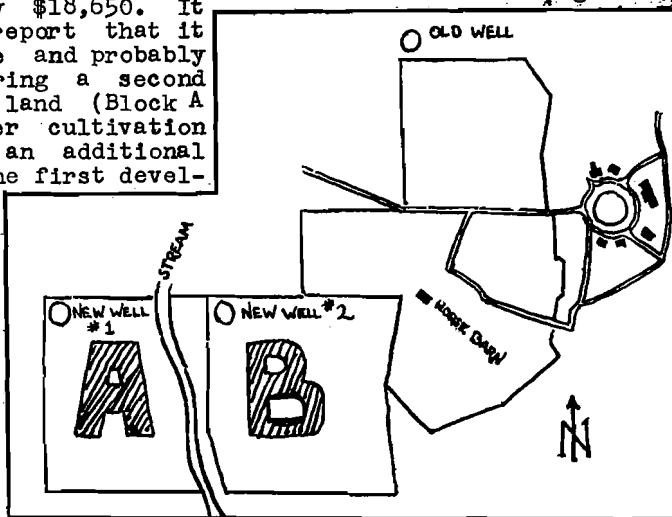 y $18,650. It
report that it
e and probably
ring a second
land (Block A
er cultivation
an additional
he first devel-
OLD WELL
STREAM
NEW WELL
#1
NEW WELL #2
HORSE BARN
A
B
N